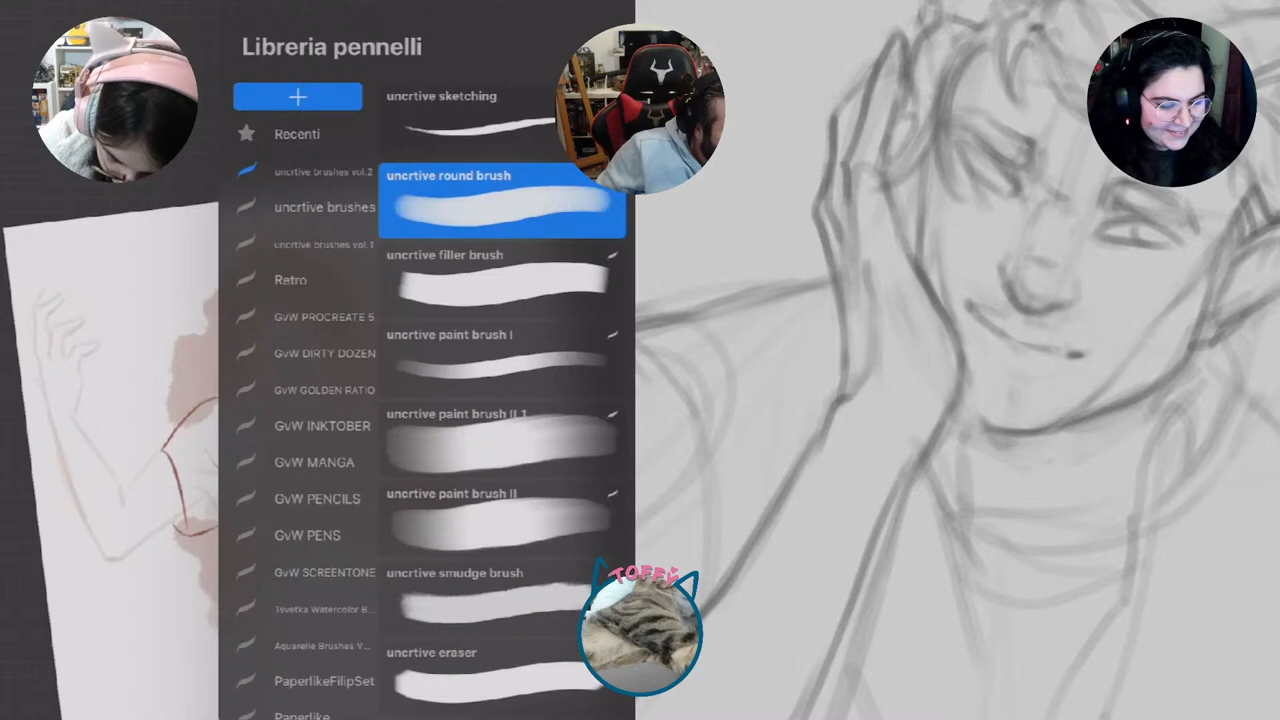 Libreria pennelli
+
Recenti
uncrtive brushes vol.2
uncrtive brushes
uncrtive brushes vol.1
Retro
GvW PROCREATE 5
GvW DIRTY DOZEN
GvW GOLDEN RATIO
GvW INKTOBER
GvW MANGA
GvW PENCILS
GvW PENS
GvW SCREENTONE
Tsvetka Watercolor B...
Aquarelle Brushes V...
PaperlikeFilipSet
Paperlike
uncrtive sketching
uncrtive round brush
uncrtive filler brush
uncrtive paint brush I
uncrtive paint brush II 1
uncrtive paint brush II
uncrtive smudge brush
uncrtive eraser
TOFFY